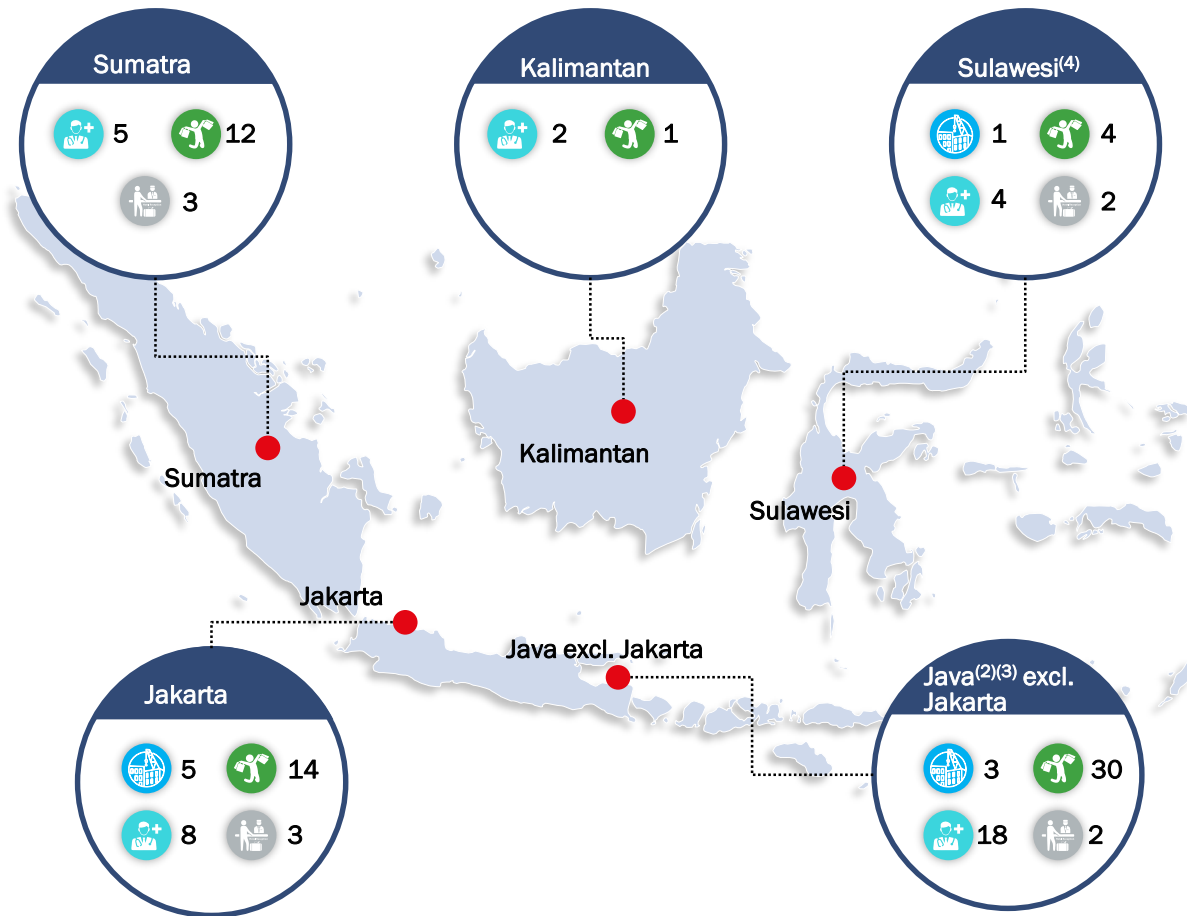 Sumatra
5 12
3
Kalimantan
2 1
Sulawesi(4)
1 4
4 2
Sumatra
Kalimantan
Sulawesi
Jakarta
Java excl. Jakarta
Jakarta
5 14
8 3
Java(2)(3) excl.
Jakarta
3 30
18 2